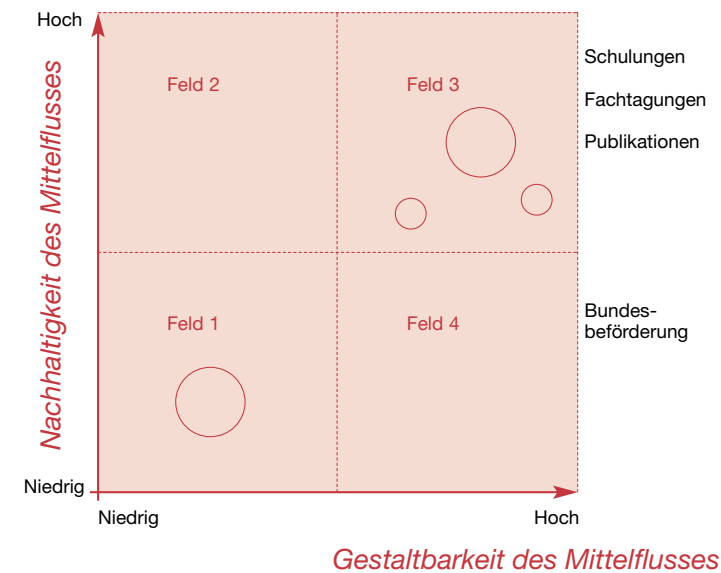 Hoch
Schulungen
Feld 2
Feld 3
Fachtagungen
Publikationen
Nachhaltigkeit des Mittelflusses
Feld 1
Feld 4
Bundes-
beförderung
Niedrig
Niedrig
Hoch
Gestaltbarkeit des Mittelflusses